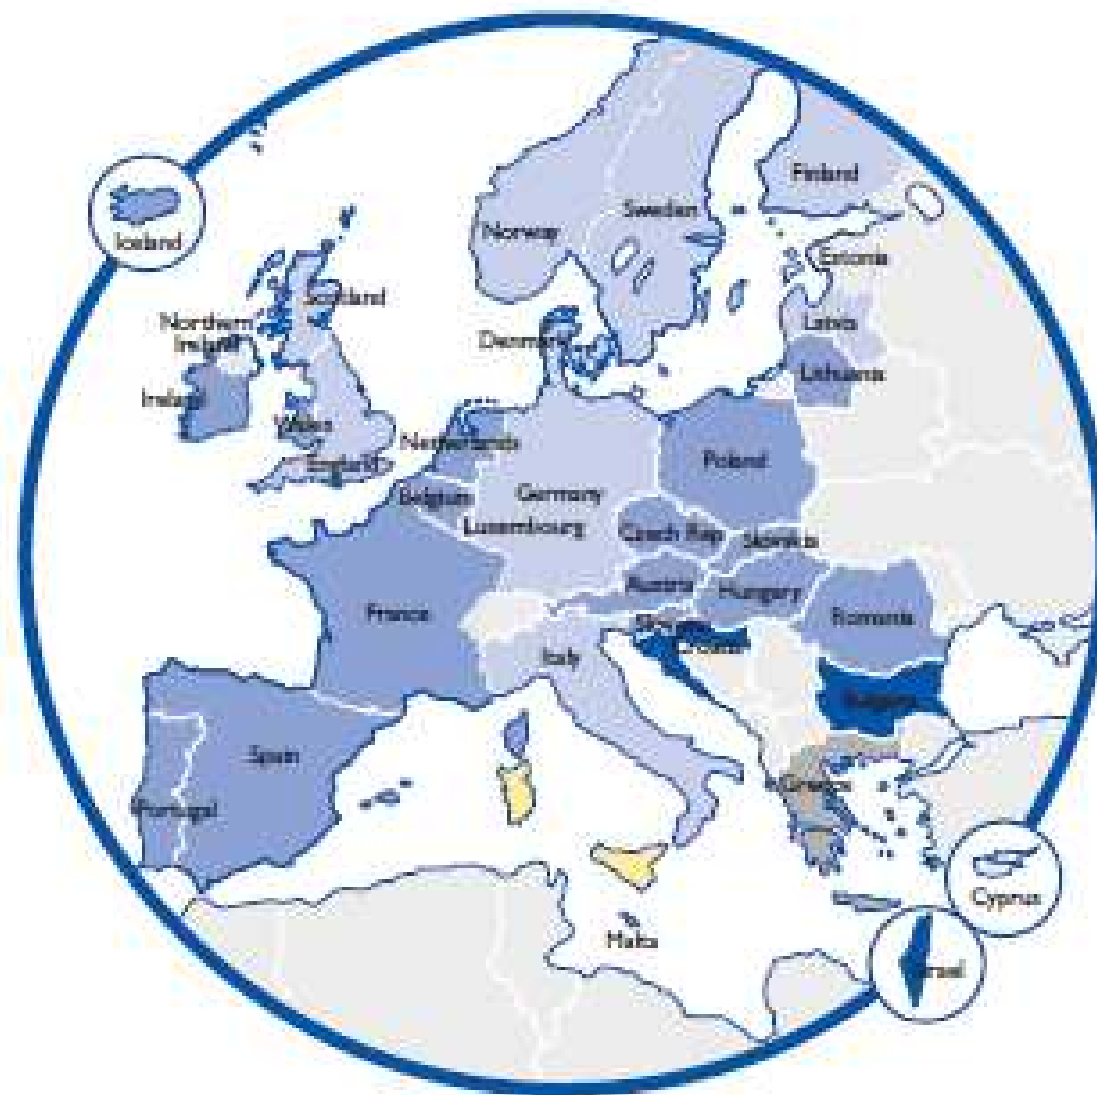 Finland
Sweden
Norway
Iceland
Estonia
Scotland
Northern
Ireland
Latvia
Denmark
Lithuania
Ireland
Wales
Netherlands
England
Poland
Belgium
Germany
Luxembourg
Czech Rep
Slovakia
Austria
Hungary
France
Romania
Slovenia
Croatia
Italy
Bulgaria
Spain
Greece
Portugal
Cyprus
Malta
Israel